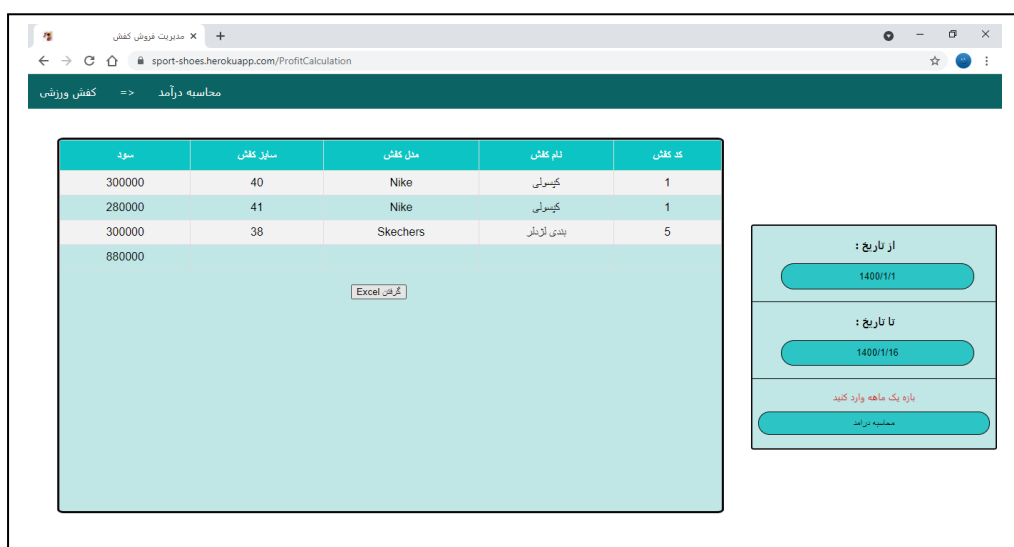 مدیریت فروش کفش
sport-shoes.herokuapp.com/ProfitCalculation
کفش ورزشی => محاسبه درآمد
کد کفش نام کفش مدل کفش سایز کفش سود
1 کپسولی Nike 40 300000
1 کپسولی Nike 41 280000
5 بندی لژدار Skechers 38 300000
880000
گرفتن Excel
از تاریخ :
1400/1/1
تا تاریخ :
1400/1/16
بازه یک ماهه وارد کنید
محاسبه درامد